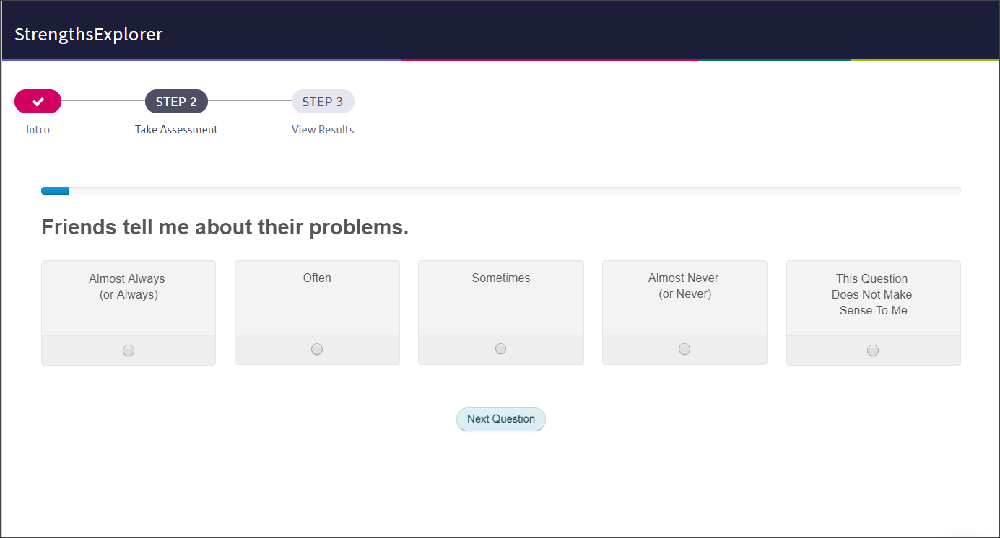 StrengthsExplorer
STEP 2
STEP 3
Intro
Take Assessment
View Results
Friends tell me about their problems.
Almost Always
(or Always)
Often
Sometimes
Almost Never
(or Never)
This Question
Does Not Make
Sense To Me
Next Question